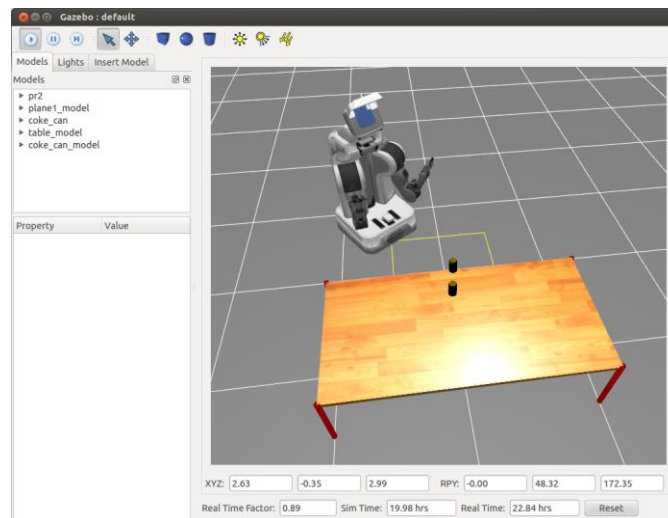 Gazebo : default
Models Lights Insert Model
Models
pr2
plane1_model
coke_can
table_model
coke_can_model
Property Value
XYZ: 2.63 -0.35 2.99 RPY: -0.00 48.32 172.35
Real Time Factor: 0.89 Sim Time: 19.98 hrs Real Time: 22.84 hrs Reset